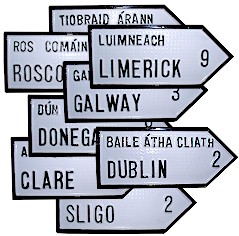 TIOBRAID ÁRANN
ROS COMÁIN
ROSCO
LUIMNEACH
LIMERICK 9
GALWAY 3
DÚN
DONEGA
BAILE ÁTHA CLIATH
DUBLIN 2
CLARE
SLIGO 2